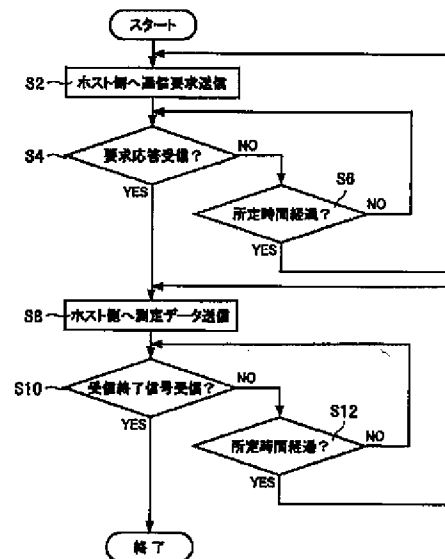 スタート
S2 ホスト側へ通信要求送信
S4 要求応答受信？ NO
YES
S6
所定時間経過？ NO
YES
S8 ホスト側へ測定データ送信
S10 受信終了信号受信？ NO
YES
S12
所定時間経過？ NO
YES
終了